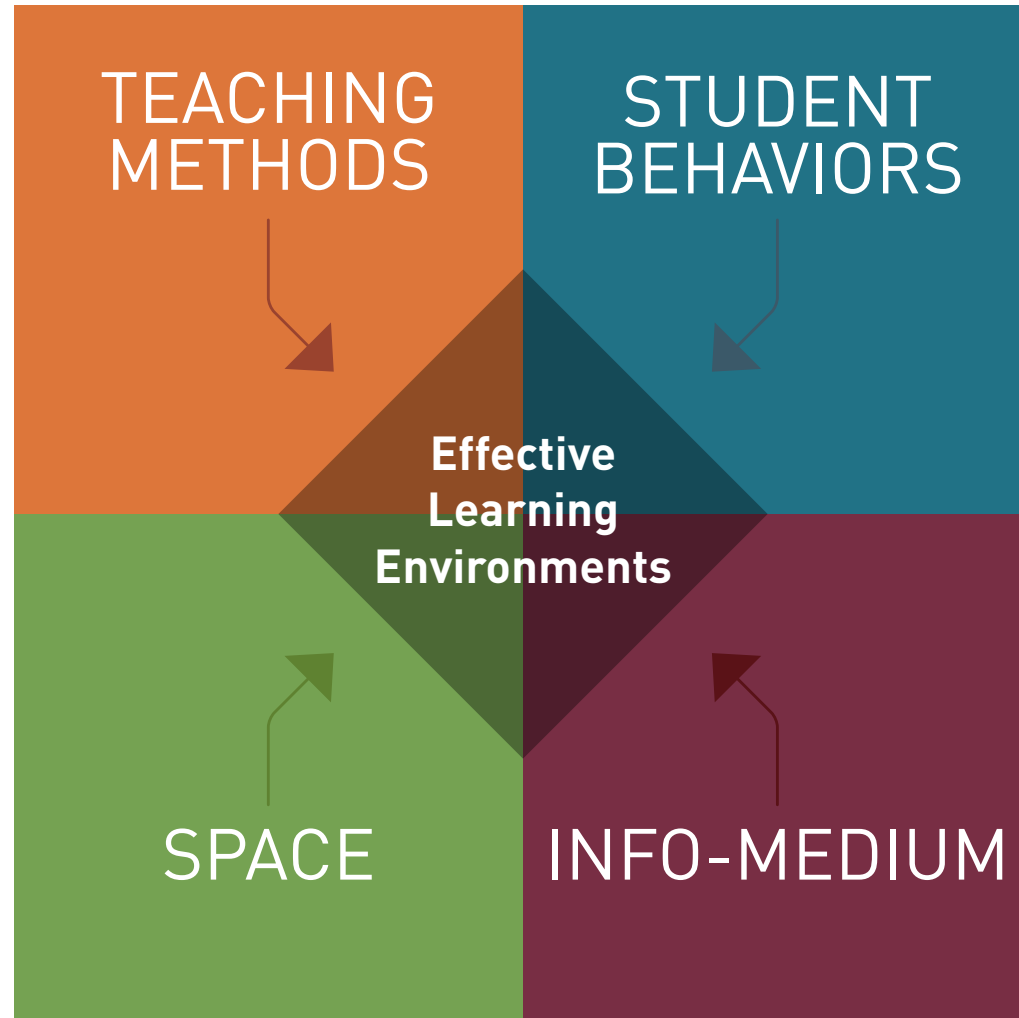 TEACHING
METHODS
STUDENT
BEHAVIORS
Effective
Learning
Environments
SPACE
INFO-MEDIUM